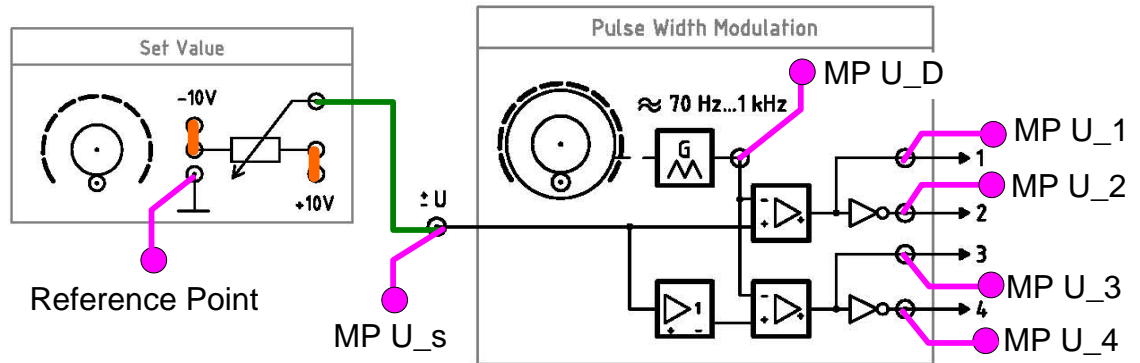 Set Value
Pulse Width Modulation
-10V
+10V
± U
≈ 70 Hz...1 kHz
G
MP U_D
MP U_1
1
MP U_2
2
3
MP U_3
4
MP U_4
- + +
- + +
1 -
Reference Point
MP U_s